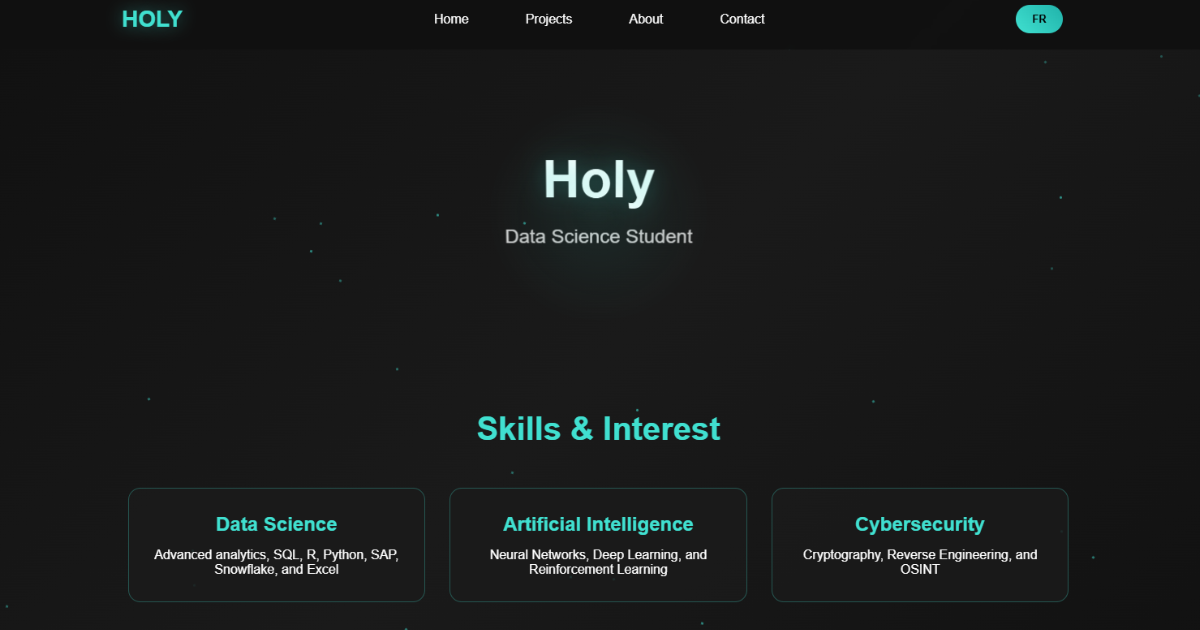 HOLY
Home Projects About Contact
FR
Holy
Data Science Student
Skills & Interest
Data Science
Advanced analytics, SQL, R, Python, SAP,
Snowflake, and Excel
Artificial Intelligence
Neural Networks, Deep Learning, and
Reinforcement Learning
Cybersecurity
Cryptography, Reverse Engineering, and
OSINT